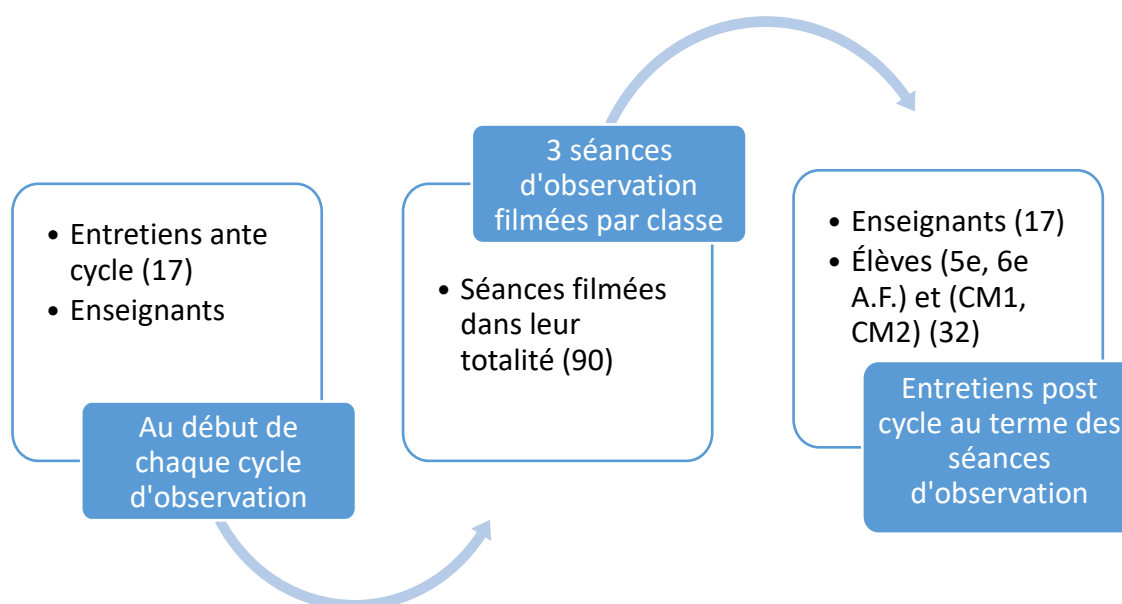 • Entretiens ante
cycle (17)
• Enseignants
Au début de
chaque cycle
d'observation
3 séances
d'observation
filmées par classe
• Séances filmées
dans leur
totalité (90)
• Enseignants (17)
• Élèves (5e, 6e
A.F.) et (CM1,
CM2) (32)
Entretiens post
cycle au terme des
séances
d'observation